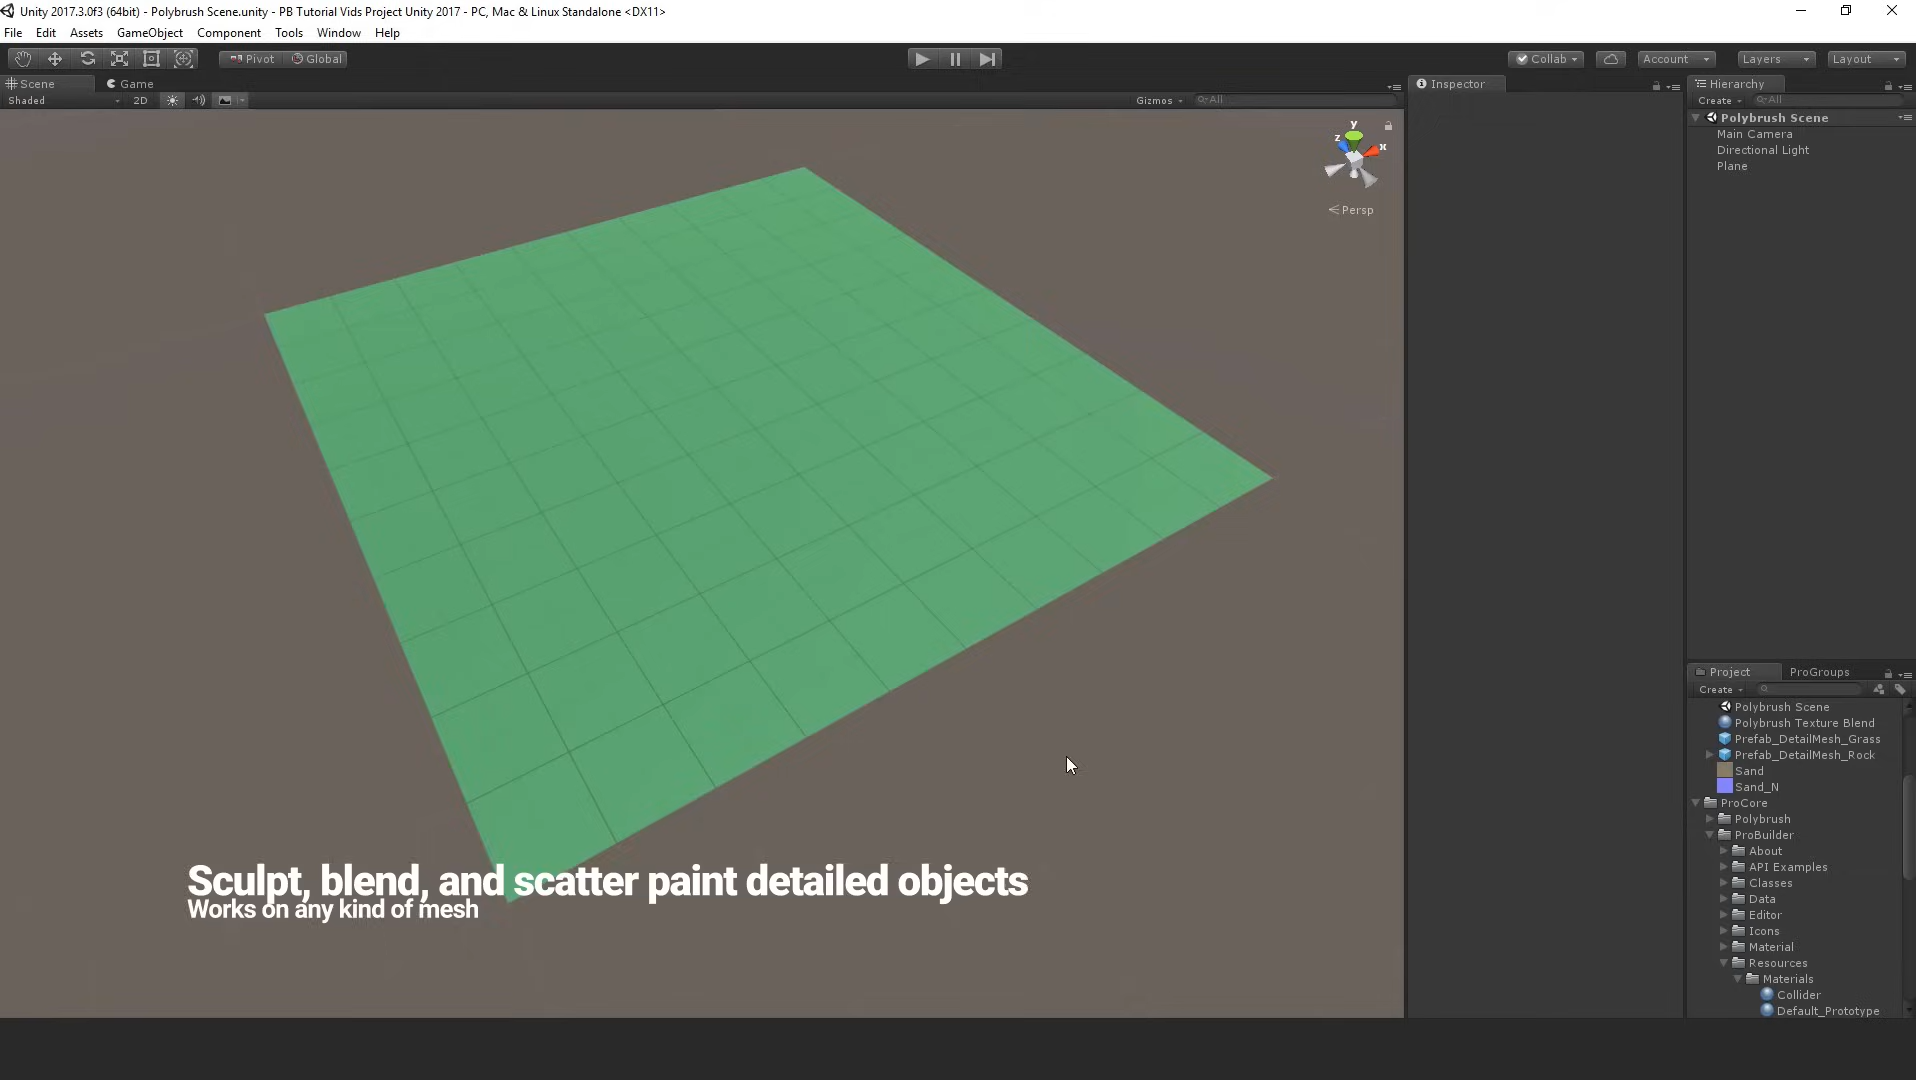 Unity 2017.3.0f3 (64bit) - Polybrush Scene.unity - PB Tutorial Vids Project Unity 2017 - PC, Mac & Linux Standalone <DX11>
File Edit Assets GameObject Component Tools Window Help
Pivot Global Collab Account Layers Layout
Scene Game Inspector Hierarchy
Shaded 2D Gizmos All Create All
Polybrush Scene
Main Camera
Directional Light
Plane
y
z
x
Persp
Project ProGroups
Create
Polybrush Scene
Polybrush Texture Blend
Prefab_DetailMesh_Grass
Prefab_DetailMesh_Rock
Sand
Sand_N
ProCore
Polybrush
ProBuilder
About
API Examples
Classes
Data
Editor
Icons
Material
Resources
Materials
Collider
Default_Prototype
Sculpt, blend, and scatter paint detailed objects
Works on any kind of mesh